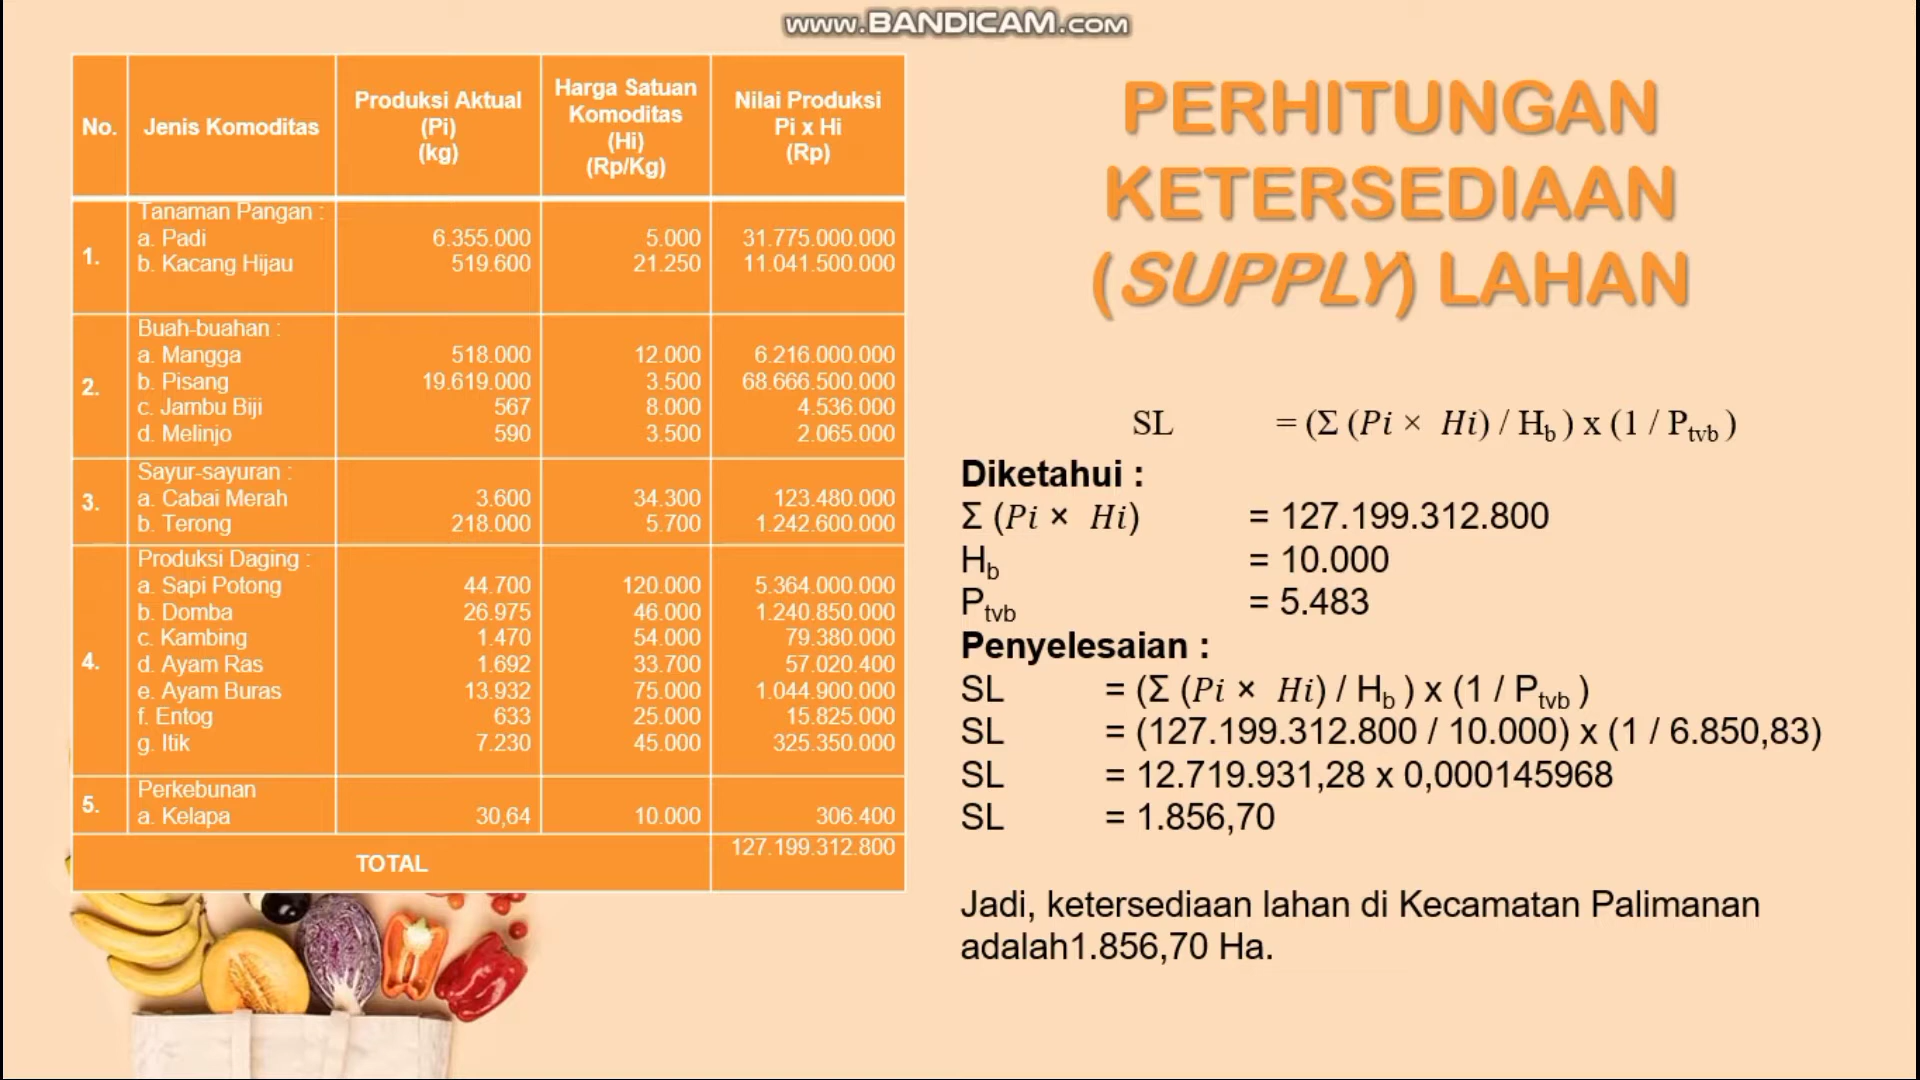 www.BANDICAM.com
No. Jenis Komoditas Produksi Aktual (Pi) (kg) Harga Satuan Komoditas (Hi) (Rp/Kg) Nilai Produksi Pi x Hi (Rp)
1. Tanaman Pangan :
a. Padi 6.355.000 5.000 31.775.000.000
b. Kacang Hijau 519.600 21.250 11.041.500.000
2. Buah-buahan :
a. Mangga 518.000 12.000 6.216.000.000
b. Pisang 19.619.000 3.500 68.666.500.000
c. Jambu Biji 567 8.000 4.536.000
d. Melinjo 590 3.500 2.065.000
3. Sayur-sayuran :
a. Cabai Merah 3.600 34.300 123.480.000
b. Terong 218.000 5.700 1.242.600.000
4. Produksi Daging :
a. Sapi Potong 44.700 120.000 5.364.000.000
b. Domba 26.975 46.000 1.240.850.000
c. Kambing 1.470 54.000 79.380.000
d. Ayam Ras 1.692 33.700 57.020.400
e. Ayam Buras 13.932 75.000 1.044.900.000
f. Entog 633 25.000 15.825.000
g. Itik 7.230 45.000 325.350.000
5. Perkebunan
a. Kelapa 30,64 10.000 306.400
TOTAL 127.199.312.800
PERHITUNGAN
KETERSEDIAAN
(SUPPLY) LAHAN
SL = (Σ (Pi × Hi) / Hb ) x (1 / Ptvb )
Diketahui :
Σ (Pi × Hi) = 127.199.312.800
Hb = 10.000
Ptvb = 5.483
Penyelesaian :
SL = (Σ (Pi × Hi) / Hb ) x (1 / Ptvb )
SL = (127.199.312.800 / 10.000) x (1 / 6.850,83)
SL = 12.719.931,28 x 0,000145968
SL = 1.856,70
Jadi, ketersediaan lahan di Kecamatan Palimanan
adalah1.856,70 Ha.